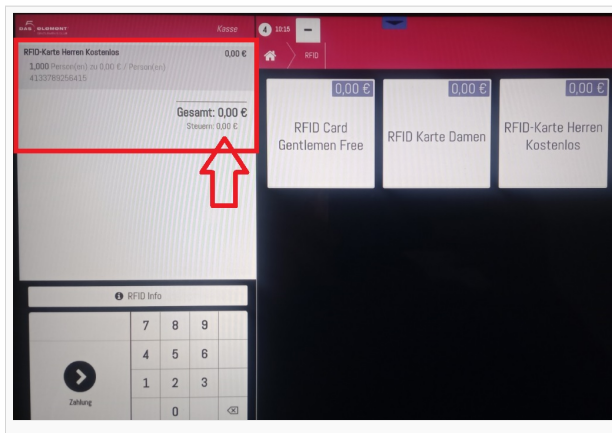 DAS ELEMENT
Kasse
4 10:15
RFID
RFID-Karte Herren Kostenlos 0,00 €
1,000 Person(en) zu 0,00 € / Person(en)
4133789256415
Gesamt: 0,00 €
Steuern: 0,00 €
0,00 €
RFID Card
Gentlemen Free
0,00 €
RFID Karte Damen
0,00 €
RFID-Karte Herren
Kostenlos
RFID Info
7 8 9
4 5 6
1 2 3
0
Zahlung